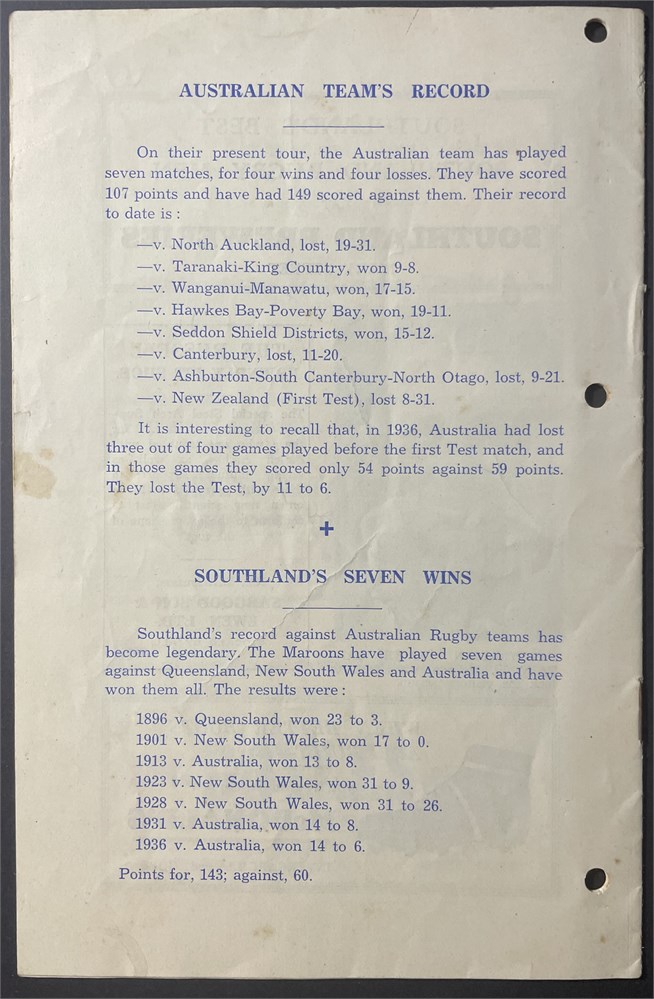 AUSTRALIAN TEAM'S RECORD
On their present tour, the Australian team has played
seven matches, for four wins and four losses. They have scored
107 points and have had 149 scored against them. Their record
to date is :
—v. North Auckland, lost, 19-31.
—v. Taranaki-King Country, won 9-8.
—v. Wanganui-Manawatu, won, 17-15.
—v. Hawkes Bay-Poverty Bay, won, 19-11.
—v. Seddon Shield Districts, won, 15-12.
—v. Canterbury, lost, 11-20.
—v. Ashburton-South Canterbury-North Otago, lost, 9-21.
—v. New Zealand (First Test), lost 8-31.
It is interesting to recall that, in 1936, Australia had lost
three out of four games played before the first Test match, and
in those games they scored only 54 points against 59 points.
They lost the Test, by 11 to 6.
+
SOUTHLAND'S SEVEN WINS
Southland's record against Australian Rugby teams has
become legendary. The Maroons have played seven games
against Queensland, New South Wales and Australia and have
won them all. The results were :
1896 v. Queensland, won 23 to 3.
1901 v. New South Wales, won 17 to 0.
1913 v. Australia, won 13 to 8.
1923 v. New South Wales, won 31 to 9.
1928 v. New South Wales, won 31 to 26.
1931 v. Australia, won 14 to 8.
1936 v. Australia, won 14 to 6.
Points for, 143; against, 60.